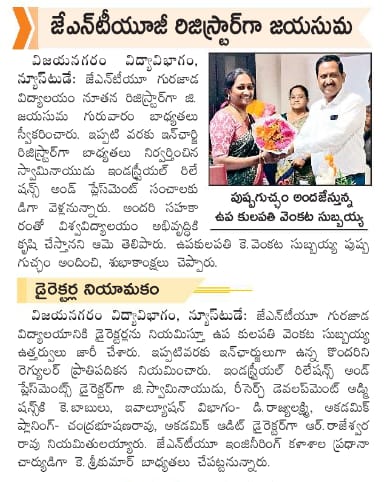 జేఎన్‌టీయూజీ రిజిస్ట్రార్‌గా జయసుమ
విజయనగరం విద్యావిభాగం,
న్యూస్‌టుడే: జేఎన్‌టీయూ గురజాడ
విద్యాలయం నూతన రిజిస్ట్రార్‌గా జి.
జయసుమ గురువారం బాధ్యతలు
స్వీకరించారు. ఇప్పటి వరకు ఇన్‌ఛార్జి
రిజిస్ట్రార్‌గా బాధ్యతలు నిర్వర్తించిన
స్వామినాయుడు ఇండస్ట్రియల్ రిలే
షన్స్ అండ్ ప్లేస్‌మెంట్ సంచాలకు
డిగా వెళ్లనున్నారు. అందరి సహకా
రంతో విశ్వవిద్యాలయం అభివృద్ధికి
కృషి చేస్తానని ఆమె తెలిపారు. ఉపకులపతి కె.వెంకట సుబ్బయ్య పుష్ప
గుచ్ఛం అందించి, శుభాకాంక్షలు చెప్పారు.
పుష్పగుచ్ఛం అందజేస్తున్న
ఉప కులపతి వెంకట సుబ్బయ్య
డైరెక్టర్ల నియామకం
విజయనగరం విద్యావిభాగం, న్యూస్‌టుడే: జేఎన్‌టీయూ గురజాడ
విద్యాలయానికి డైరెక్టర్లను నియమిస్తూ, ఉప కులపతి వెంకట సుబ్బయ్య
ఉత్తర్వులు జారీ చేశారు. ఇప్పటివరకు ఇన్‌ఛార్జులుగా ఉన్న కొందరిని
రెగ్యులర్ ప్రాతిపదికన నియమించారు. ఇండస్ట్రియల్ రిలేషన్స్ అండ్
ప్లేస్‌మెంట్స్ డైరెక్టర్‌గా జి.స్వామినాయుడు, రీసెర్చ్ డెవలప్‌మెంట్ అడ్మి
షన్స్‌కి కె.బాబులు, ఇవాల్యూషన్ విభాగం- డి.రాజ్యలక్ష్మి, అకడమిక్
ప్లానింగ్- చంద్రభూషణరావు, అకడమిక్ ఆడిట్ డైరెక్టర్‌గా ఆర్.రాజేశ్వర
రావు నియమితులయ్యారు. జేఎన్‌టీయూ ఇంజినీరింగ్ కళాశాల ప్రధానా
చార్యుడిగా కె. శ్రీకుమార్ బాధ్యతలు చేపట్టనున్నారు.